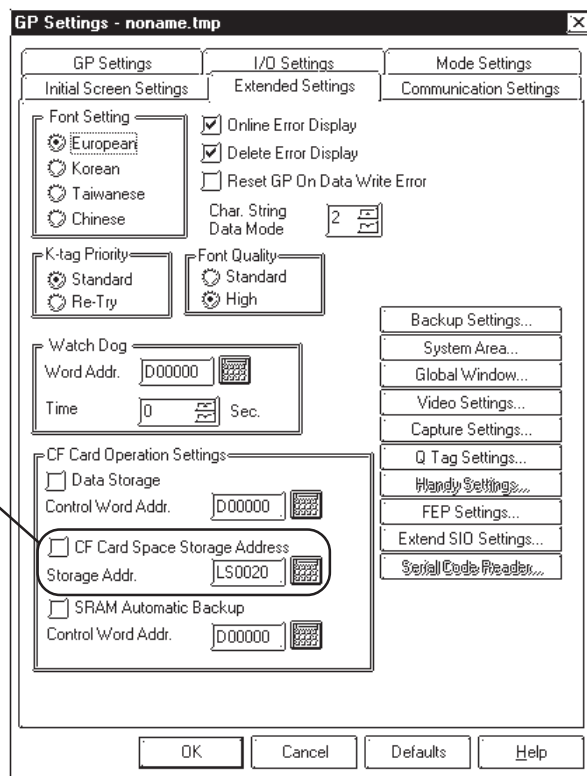 GP Settings - noname.tmp
GP Settings
I/O Settings
Mode Settings
Initial Screen Settings
Extended Settings
Communication Settings
Font Setting
European
Korean
Taiwanese
Chinese
Online Error Display
Delete Error Display
Reset GP On Data Write Error
Char. String
Data Mode
2
K-tag Priority
Standard
Re-Try
Font Quality
Standard
High
Watch Dog
Word Addr.
D00000
Time
0
Sec.
CF Card Operation Settings
Data Storage
Control Word Addr.
D00000
CF Card Space Storage Address
Storage Addr.
LS0020
SRAM Automatic Backup
Control Word Addr.
D00000
Backup Settings...
System Area...
Global Window...
Video Settings...
Capture Settings...
Q Tag Settings...
Handy Settings...
FEP Settings...
Extend SIO Settings...
Serial Code Reader...
OK
Cancel
Defaults
Help